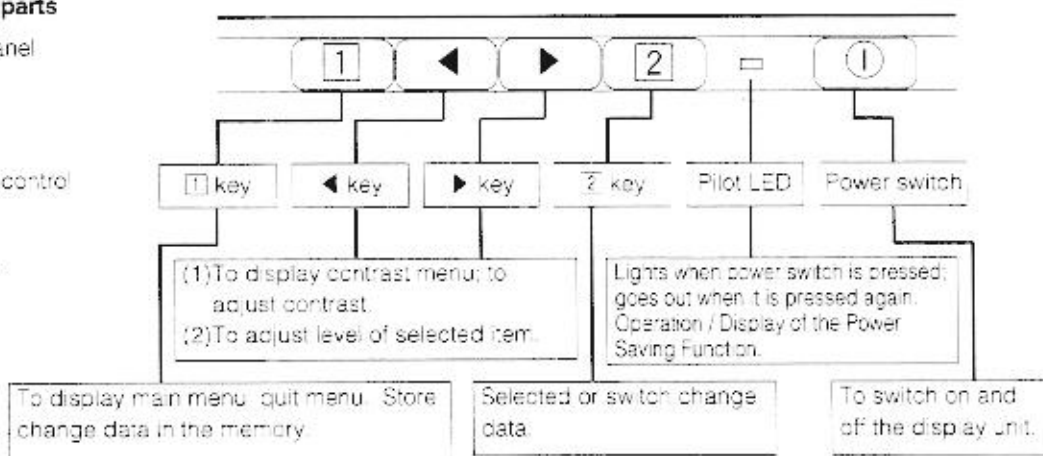 parts
anel
1 ◀ ▶ 2
control
1 key ◀ key ▶ key 2 key Pilot LED Power switch
(1)To display contrast menu; to
adjust contrast.
(2)To adjust level of selected item.
Lights when power switch is pressed;
goes out when it is pressed again.
Operation / Display of the Power
Saving Function.
To display main menu quit menu. Store
change data in the memory.
Selected or switch change
data.
To switch on and
off the display unit.